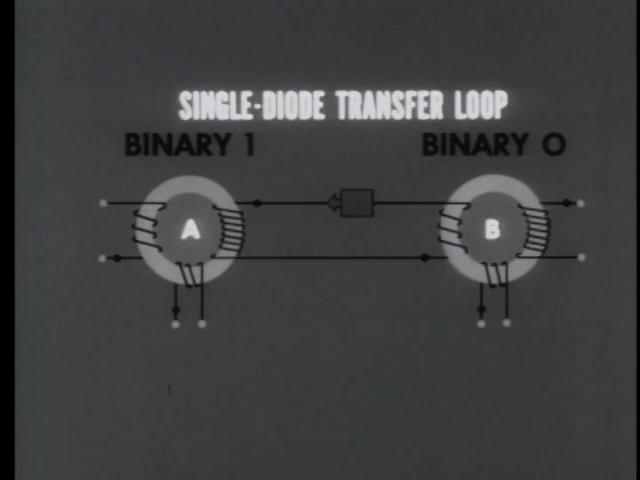 SINGLE-DIODE TRANSFER LOOP
BINARY 1
BINARY 0
A
B